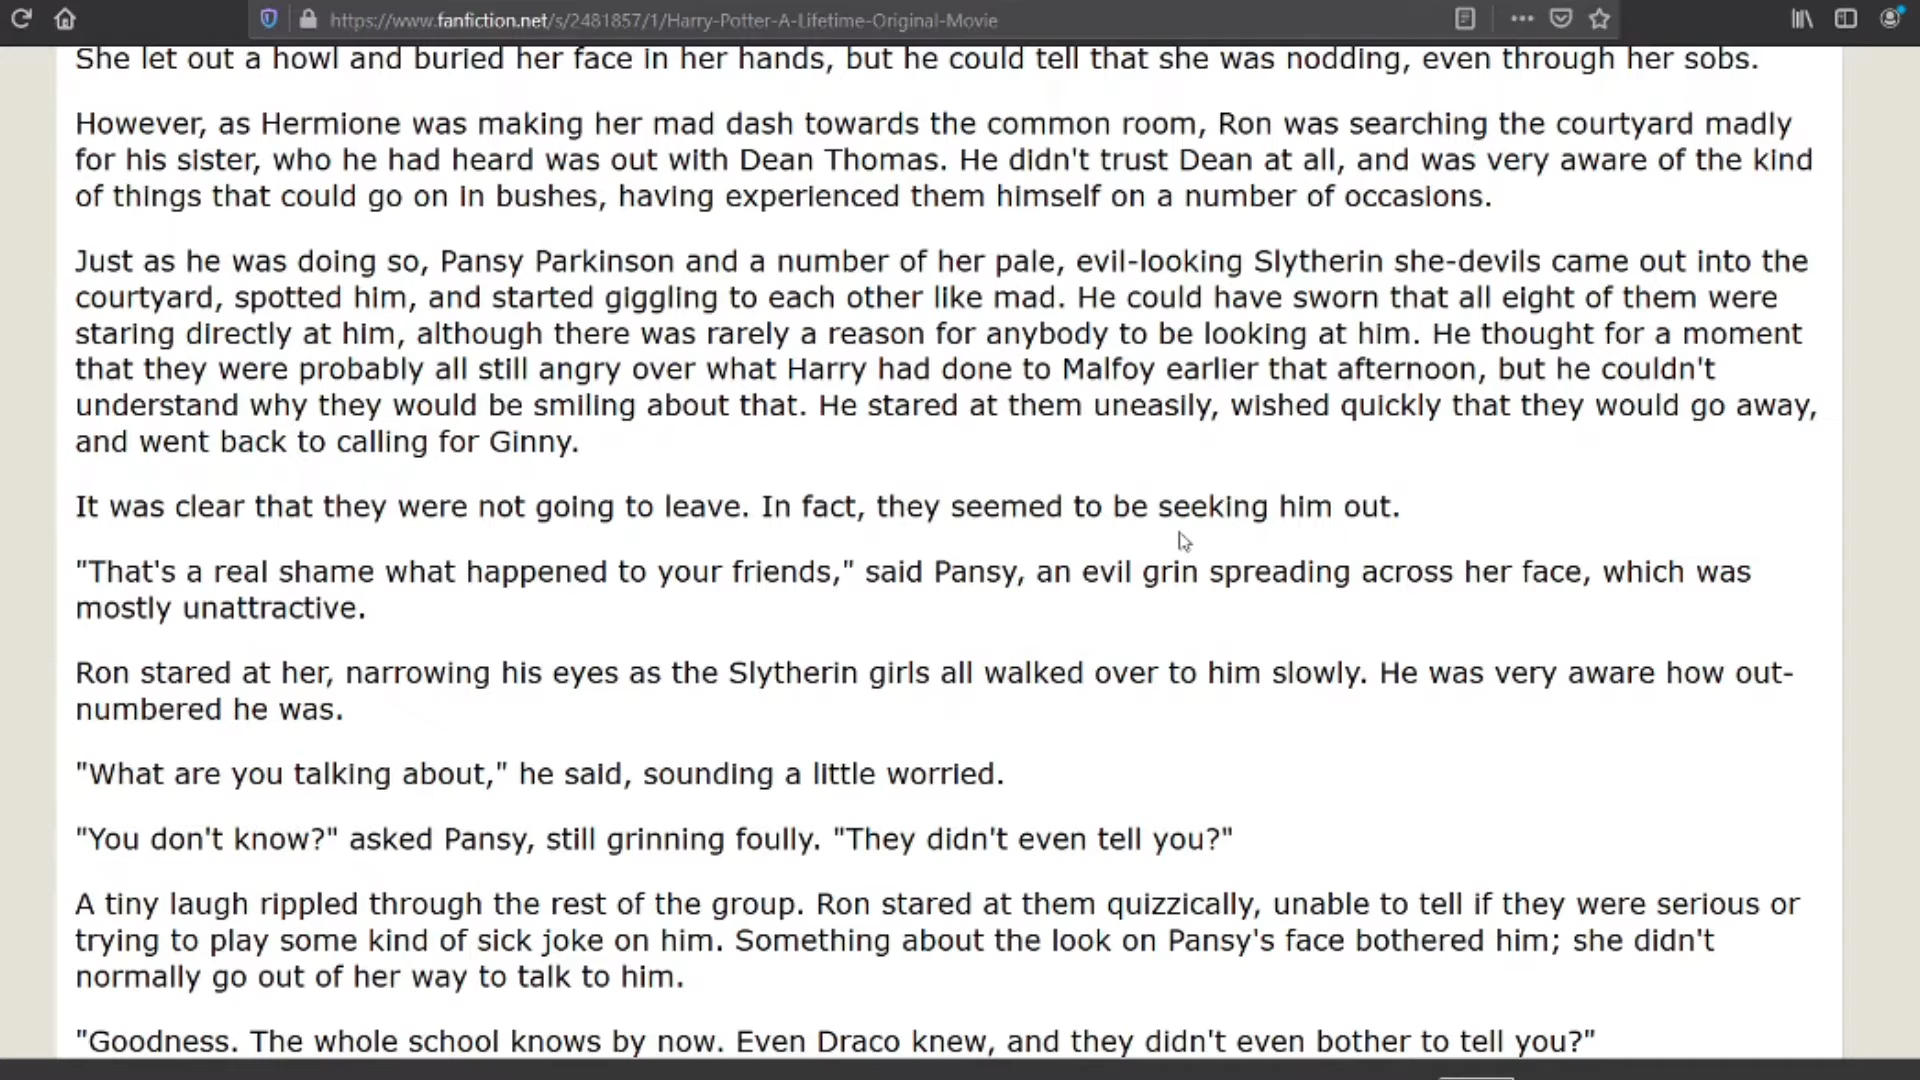 https://www.fanfiction.net/s/2481857/1/Harry-Potter-A-Lifetime-Original-Movie
She let out a howl and buried her face in her hands, but he could tell that she was nodding, even through her sobs.
However, as Hermione was making her mad dash towards the common room, Ron was searching the courtyard madly
for his sister, who he had heard was out with Dean Thomas. He didn't trust Dean at all, and was very aware of the kind
of things that could go on in bushes, having experienced them himself on a number of occasions.
Just as he was doing so, Pansy Parkinson and a number of her pale, evil-looking Slytherin she-devils came out into the
courtyard, spotted him, and started giggling to each other like mad. He could have sworn that all eight of them were
staring directly at him, although there was rarely a reason for anybody to be looking at him. He thought for a moment
that they were probably all still angry over what Harry had done to Malfoy earlier that afternoon, but he couldn't
understand why they would be smiling about that. He stared at them uneasily, wished quickly that they would go away,
and went back to calling for Ginny.
It was clear that they were not going to leave. In fact, they seemed to be seeking him out.
"That's a real shame what happened to your friends," said Pansy, an evil grin spreading across her face, which was
mostly unattractive.
Ron stared at her, narrowing his eyes as the Slytherin girls all walked over to him slowly. He was very aware how out-
numbered he was.
"What are you talking about," he said, sounding a little worried.
"You don't know?" asked Pansy, still grinning foully. "They didn't even tell you?"
A tiny laugh rippled through the rest of the group. Ron stared at them quizzically, unable to tell if they were serious or
trying to play some kind of sick joke on him. Something about the look on Pansy's face bothered him; she didn't
normally go out of her way to talk to him.
"Goodness. The whole school knows by now. Even Draco knew, and they didn't even bother to tell you?"